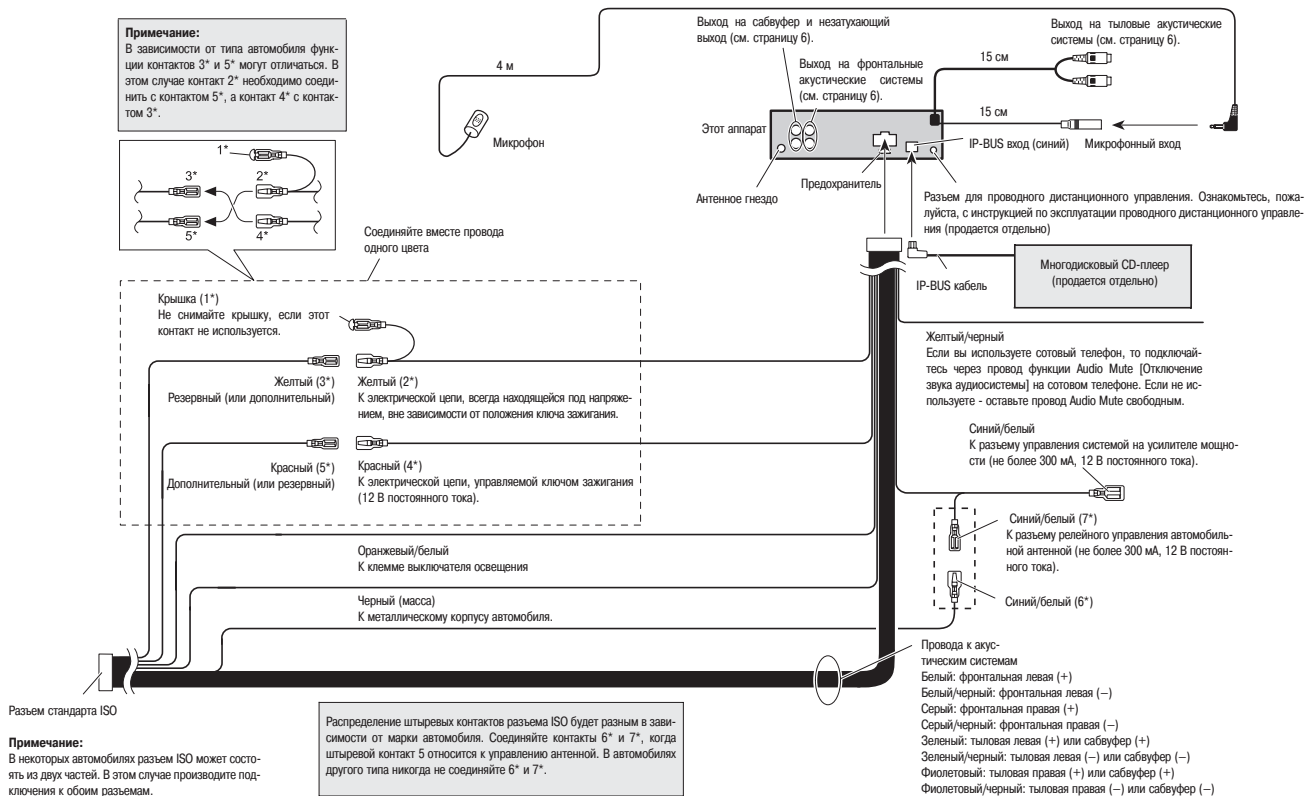 Примечание:
В зависимости от типа автомобиля функ-
ции контактов 3* и 5* могут отличаться. В
этом случае контакт 2* необходимо соеди-
нить с контактом 5*, а контакт 4* с контак-
том 3*.
1*
3*
2*
5*
4*
4 м
Микрофон
Выход на сабвуфер и незатухающий
выход (см. страницу 6).
Выход на фронтальные
акустические системы
(см. страницу 6).
Выход на тыловые акустические
системы (см. страницу 6).
15 см
15 см
Этот аппарат
Антенное гнездо
Предохранитель
IP-BUS вход (синий)
Микрофонный вход
Разъем для проводного дистанционного управления. Ознакомьтесь, пожа-
луйста, с инструкцией по эксплуатации проводного дистанционного управле-
ния (продается отдельно)
IP-BUS кабель
Многодисковый CD-плеер
(продается отдельно)
Соединяйте вместе провода
одного цвета
Крышка (1*)
Не снимайте крышку, если этот
контакт не используется.
Желтый (3*)
Резервный (или дополнительный)
Желтый (2*)
К электрической цепи, всегда находящейся под напряже-
нием, вне зависимости от положения ключа зажигания.
Красный (5*)
Дополнительный (или резервный)
Красный (4*)
К электрической цепи, управляемой ключом зажигания
(12 В постоянного тока).
Оранжевый/белый
К клемме выключателя освещения
Черный (масса)
К металлическому корпусу автомобиля.
Желтый/черный
Если вы используете сотовый телефон, то подключай-
тесь через провод функции Audio Mute [Отключение
звука аудиосистемы] на сотовом телефоне. Если не ис-
пользуете - оставьте провод Audio Mute свободным.
Синий/белый
К разъему управления системой на усилителе мощно-
сти (не более 300 мА, 12 В постоянного тока).
Синий/белый (7*)
К разъему релейного управления автомобиль-
ной антенной (не более 300 мА, 12 В постоян-
ного тока).
Синий/белый (6*)
Провода к акус-
тическим системам
Белый: фронтальная левая (+)
Белый/черный: фронтальная левая (−)
Серый: фронтальная правая (+)
Серый/черный: фронтальная правая (−)
Зеленый: тыловая левая (+) или сабвуфер (+)
Зеленый/черный: тыловая левая (−) или сабвуфер (−)
Фиолетовый: тыловая правая (+) или сабвуфер (+)
Фиолетовый/черный: тыловая правая (−) или сабвуфер (−)
Разъем стандарта ISO
Примечание:
В некоторых автомобилях разъем ISO может состо-
ять из двух частей. В этом случае производите под-
ключения к обоим разъемам.
Распределение штыревых контактов разъема ISO будет разным в зави-
симости от марки автомобиля. Соединяйте контакты 6* и 7*, когда
штыревой контакт 5 относится к управлению антенной. В автомобилях
другого типа никогда не соединяйте 6* и 7*.